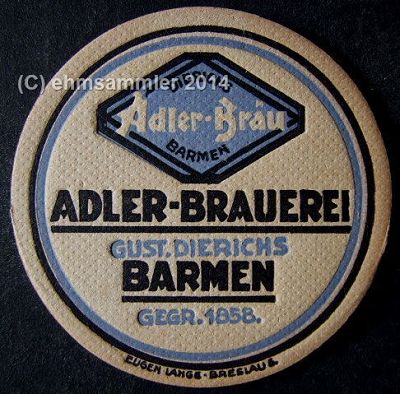 (C) ehmsammler 2014
Adler-Bräu
BARMEN
ADLER-BRAUEREI
GUST. DIERICHS
BARMEN
GEGR. 1858.
EUGEN LANGE - BRESLAU 8.